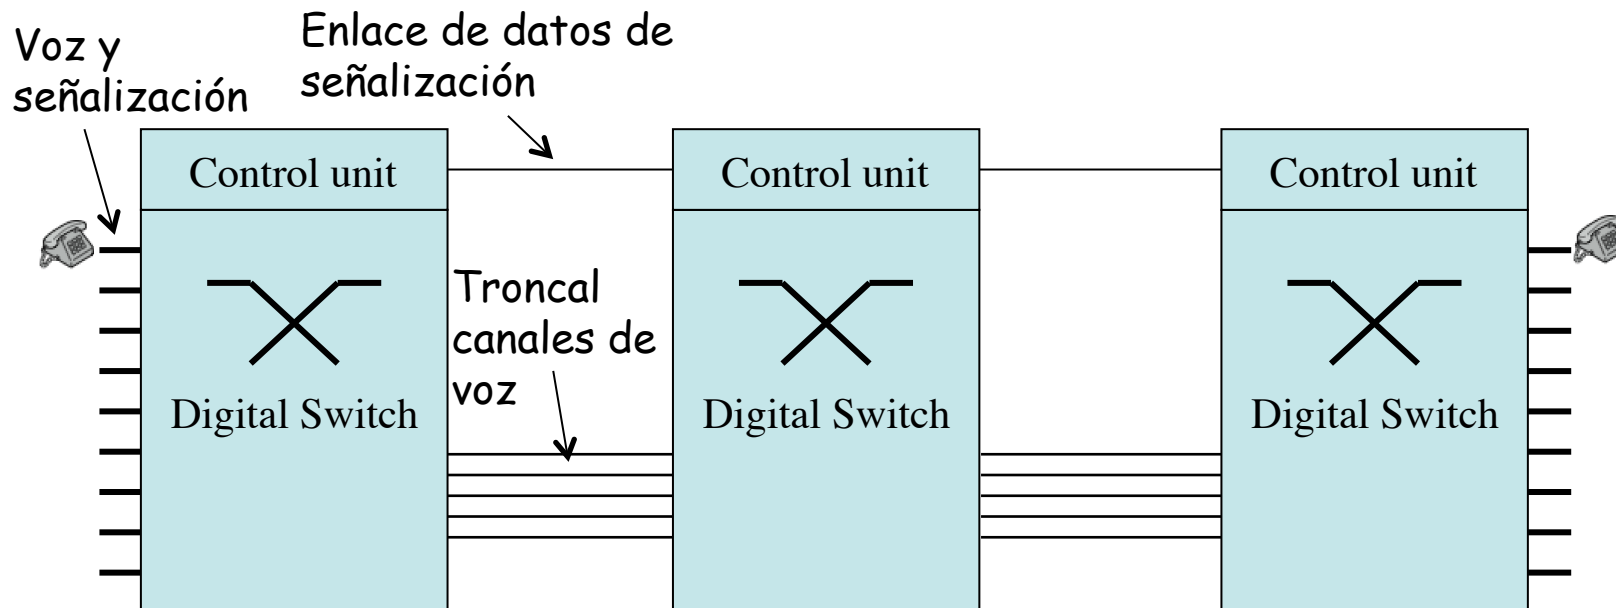 Voz y
señalización
Enlace de datos de
señalización
Control unit
Control unit
Control unit
Troncal
canales de
voz
Digital Switch
Digital Switch
Digital Switch